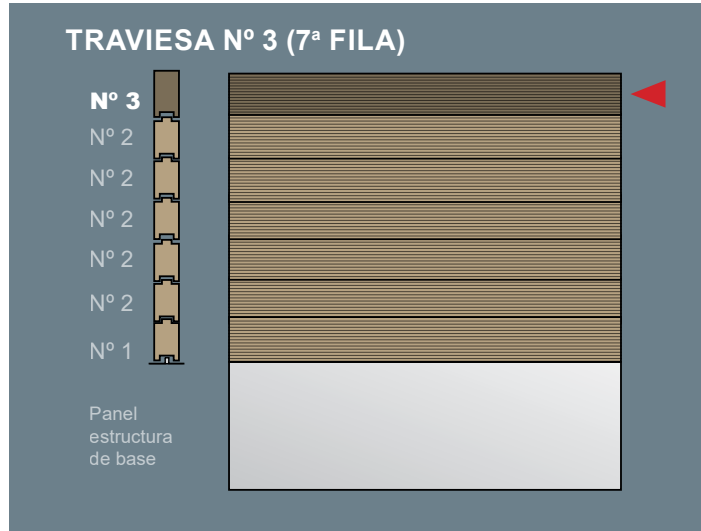 TRAVIESA Nº 3 (7ª FILA)
Nº 3
Nº 2
Nº 2
Nº 2
Nº 2
Nº 2
Nº 1
Panel
estructura
de base